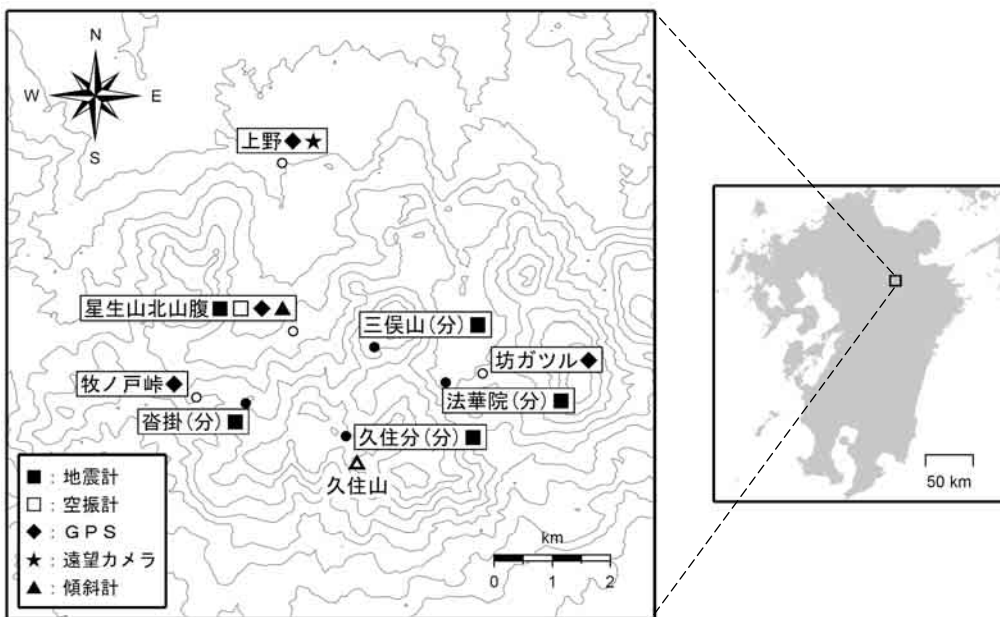 N
W E
S
上野◆★
星生山北山腹■□◆▲
三俣山(分)■
坊ガツル◆
牧ノ戸峠◆
法華院(分)■
沓掛(分)■
久住分(分)■
久住山
■:地震計
□:空振計
◆:GPS
★:遠望カメラ
▲:傾斜計
km
0 1 2
50 km